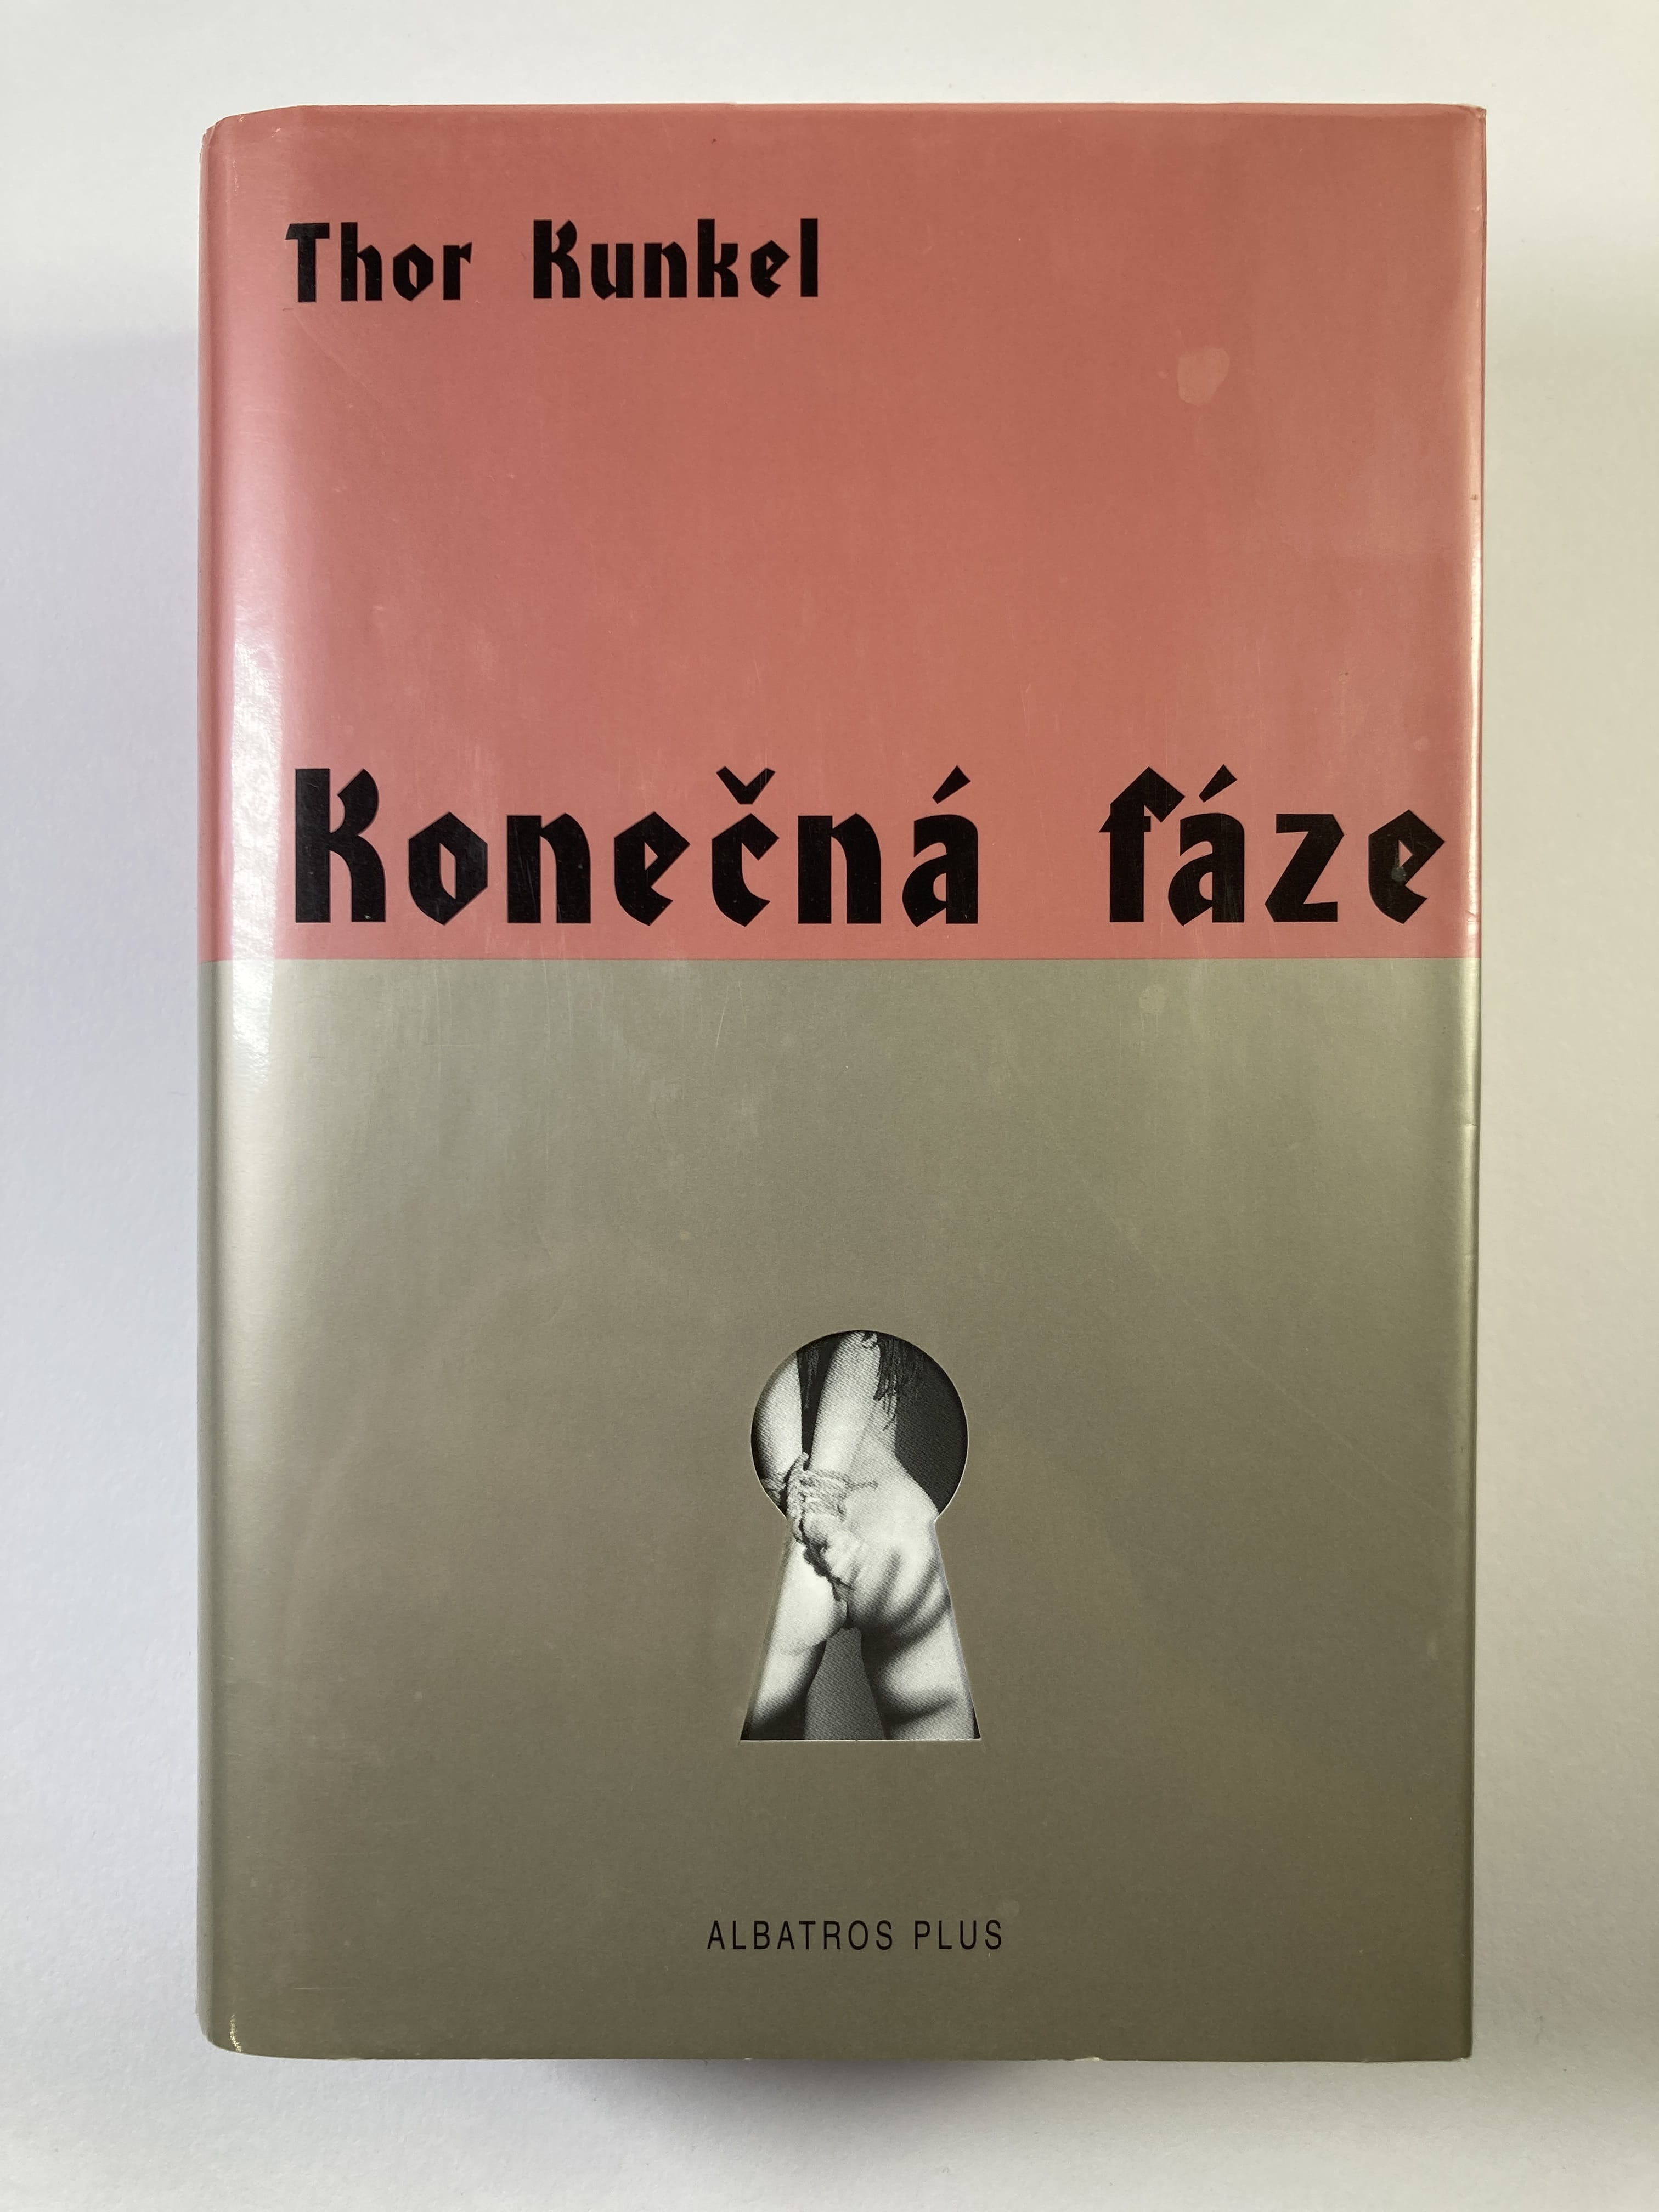 Thor Kunkel
Konečná fáze
ALBATROS PLUS